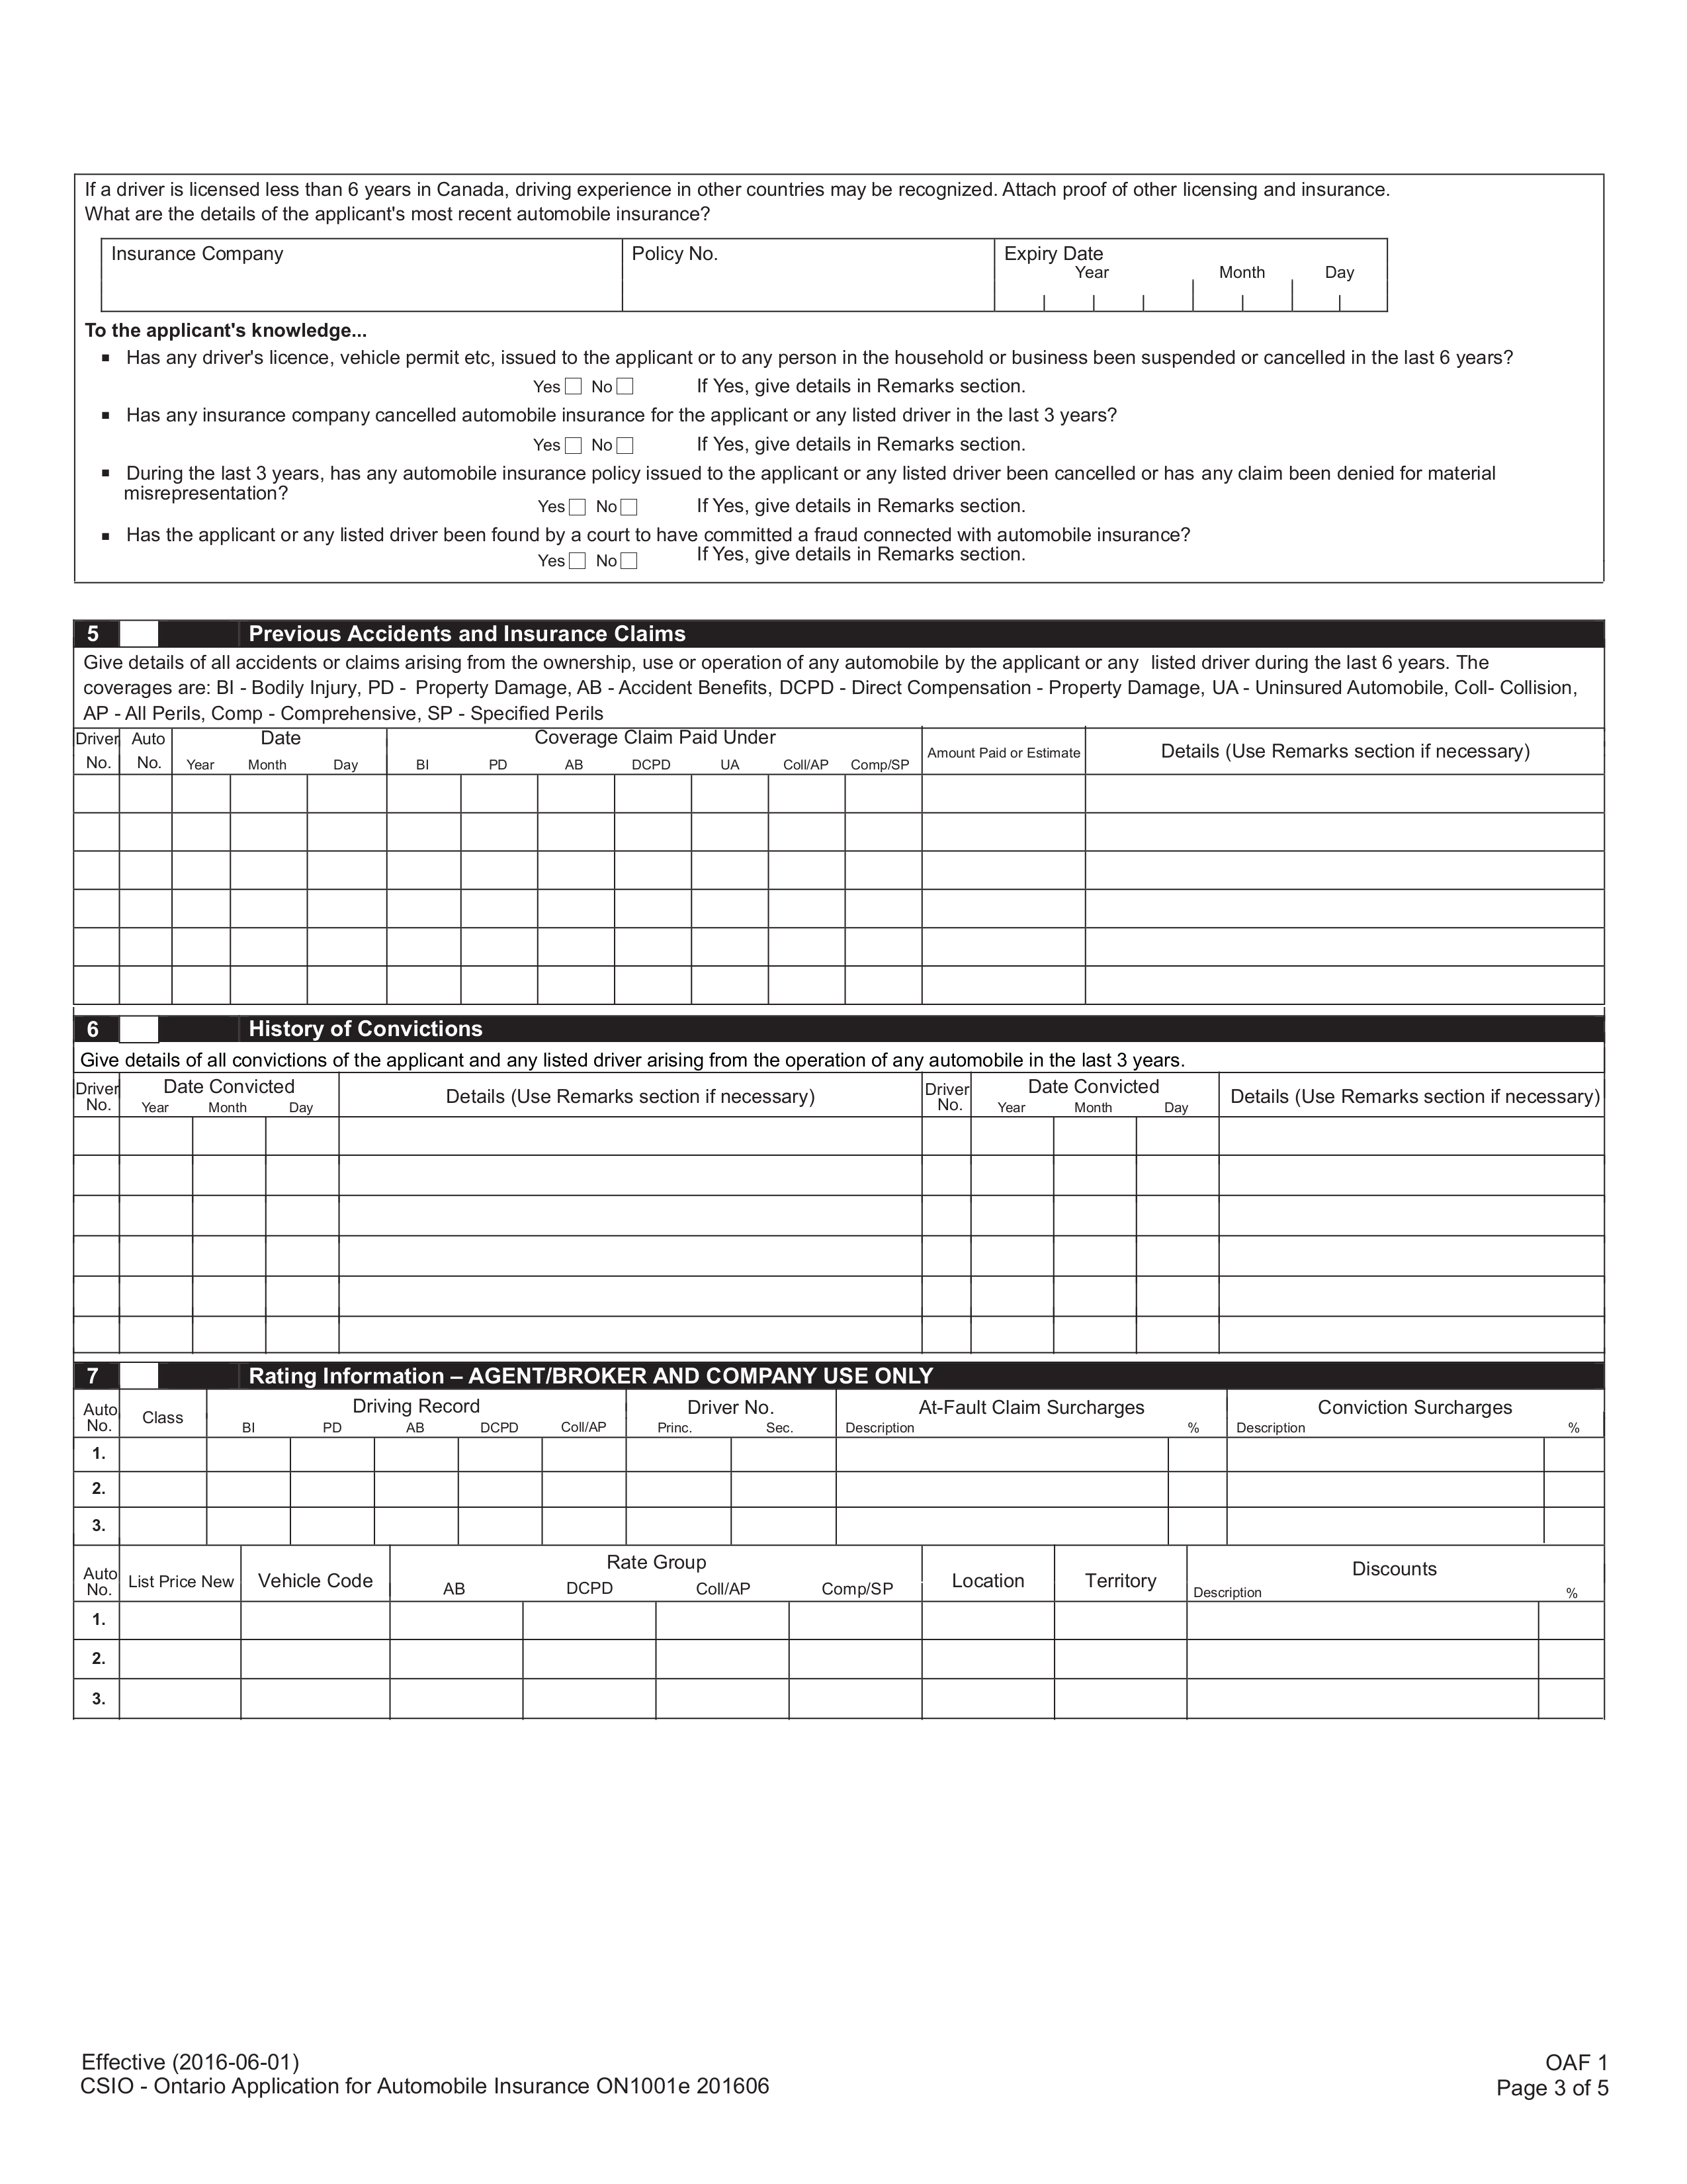 If a driver is licensed less than 6 years in Canada, driving experience in other countries may be recognized. Attach proof of other licensing and insurance.
What are the details of the applicant's most recent automobile insurance?
Insurance Company Policy No. Expiry Date
Year Month Day
To the applicant's knowledge...
▪ Has any driver's licence, vehicle permit etc, issued to the applicant or to any person in the household or business been suspended or cancelled in the last 6 years?
Yes No If Yes, give details in Remarks section.
▪ Has any insurance company cancelled automobile insurance for the applicant or any listed driver in the last 3 years?
Yes No If Yes, give details in Remarks section.
▪ During the last 3 years, has any automobile insurance policy issued to the applicant or any listed driver been cancelled or has any claim been denied for material
misrepresentation?
Yes No If Yes, give details in Remarks section.
▪ Has the applicant or any listed driver been found by a court to have committed a fraud connected with automobile insurance?
Yes No If Yes, give details in Remarks section.
5 Previous Accidents and Insurance Claims
Give details of all accidents or claims arising from the ownership, use or operation of any automobile by the applicant or any listed driver during the last 6 years. The
coverages are: BI - Bodily Injury, PD - Property Damage, AB - Accident Benefits, DCPD - Direct Compensation - Property Damage, UA - Uninsured Automobile, Coll- Collision,
AP - All Perils, Comp - Comprehensive, SP - Specified Perils
Driver Auto Date Coverage Claim Paid Under Amount Paid or Estimate Details (Use Remarks section if necessary)
No. No. Year Month Day BI PD AB DCPD UA Coll/AP Comp/SP
6 History of Convictions
Give details of all convictions of the applicant and any listed driver arising from the operation of any automobile in the last 3 years.
Driver Date Convicted Details (Use Remarks section if necessary) Driver Date Convicted Details (Use Remarks section if necessary)
No. Year Month Day No. Year Month Day
7 Rating Information – AGENT/BROKER AND COMPANY USE ONLY
Auto Class Driving Record Driver No. At-Fault Claim Surcharges Conviction Surcharges
No. BI PD AB DCPD Coll/AP Princ. Sec. Description % Description %
1.
2.
3.
Auto List Price New Vehicle Code Rate Group Location Territory Discounts
No. AB DCPD Coll/AP Comp/SP Description %
1.
2.
3.
Effective (2016-06-01) OAF 1
CSIO - Ontario Application for Automobile Insurance ON1001e 201606 Page 3 of 5